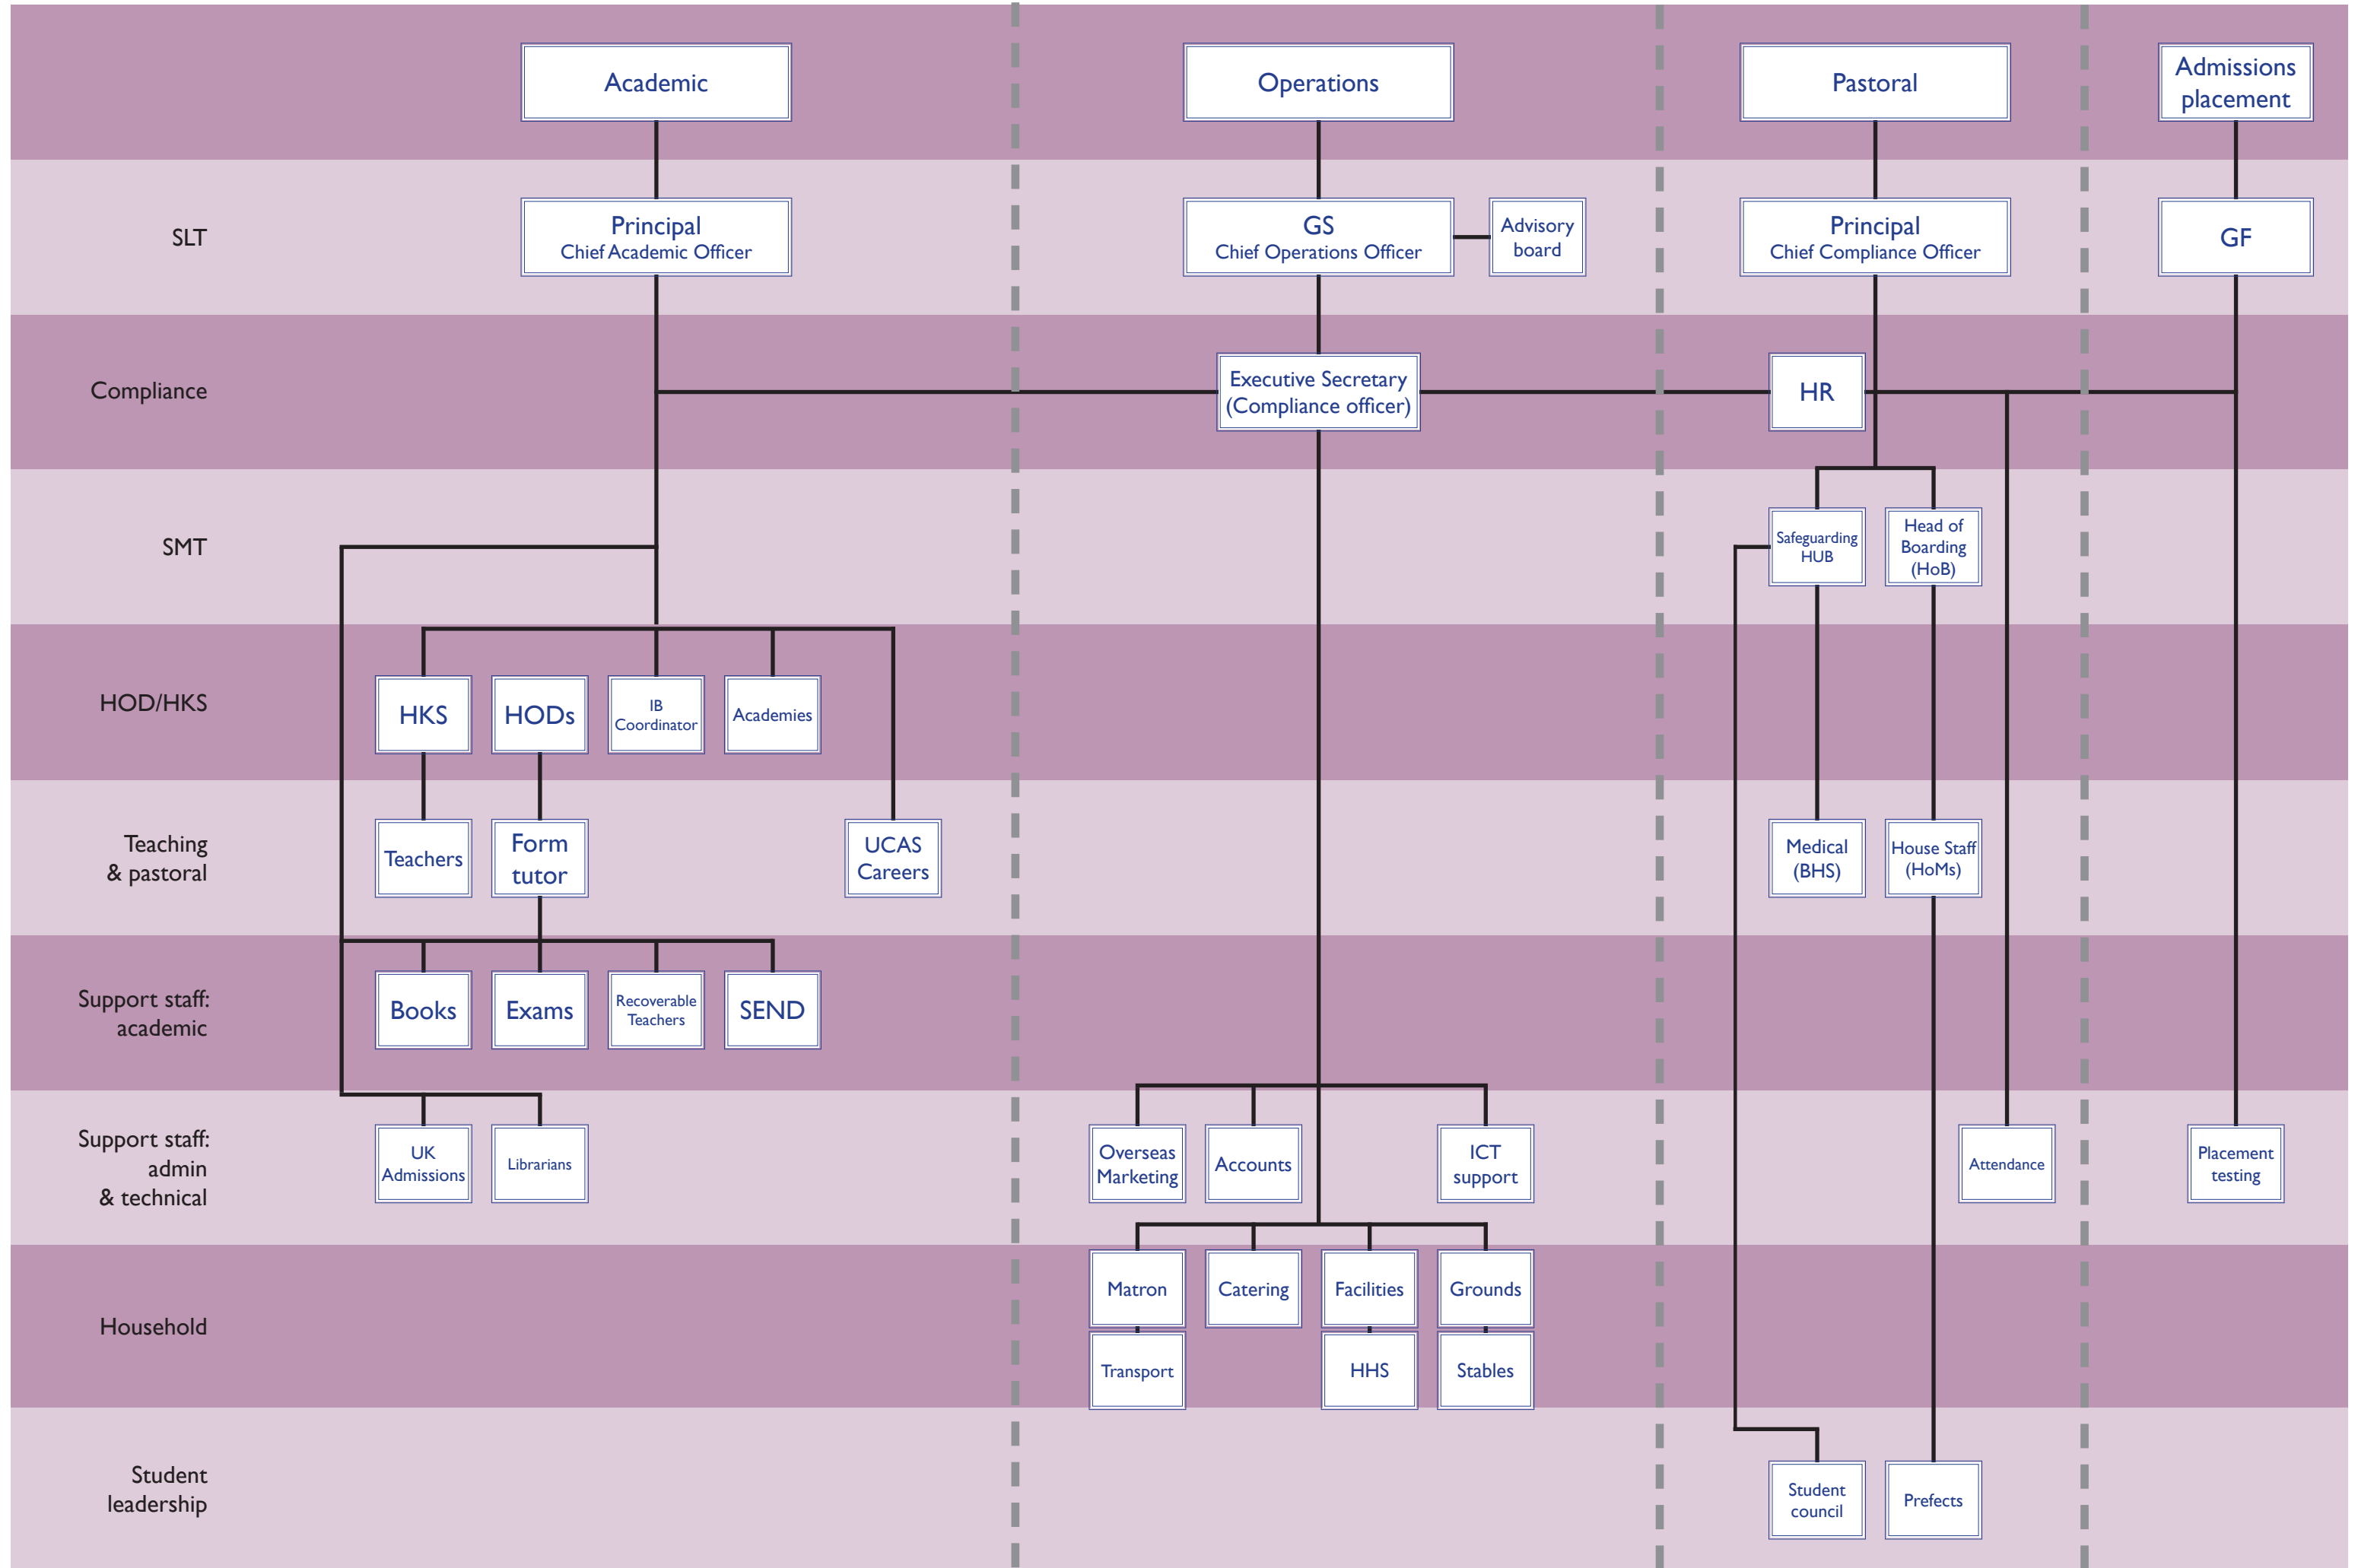 Academic
Operations
Pastoral
Admissions
placement
SLT
Principal
Chief Academic Officer
GS
Chief Operations Officer
Advisory
board
Principal
Chief Compliance Officer
GF
Compliance
Executive Secretary
(Compliance officer)
HR
SMT
Safeguarding
HUB
Head of
Boarding
(HoB)
HOD/HKS
HKS
HODs
IB
Coordinator
Academies
Teaching
& pastoral
Teachers
Form
tutor
UCAS
Careers
Medical
(BHS)
House Staff
(HoMs)
Support staff:
academic
Books
Exams
Recoverable
Teachers
SEND
Support staff:
admin
& technical
UK
Admissions
Librarians
Overseas
Marketing
Accounts
ICT
support
Attendance
Placement
testing
Household
Matron
Catering
Facilities
Grounds
Transport
HHS
Stables
Student
leadership
Student
council
Prefects